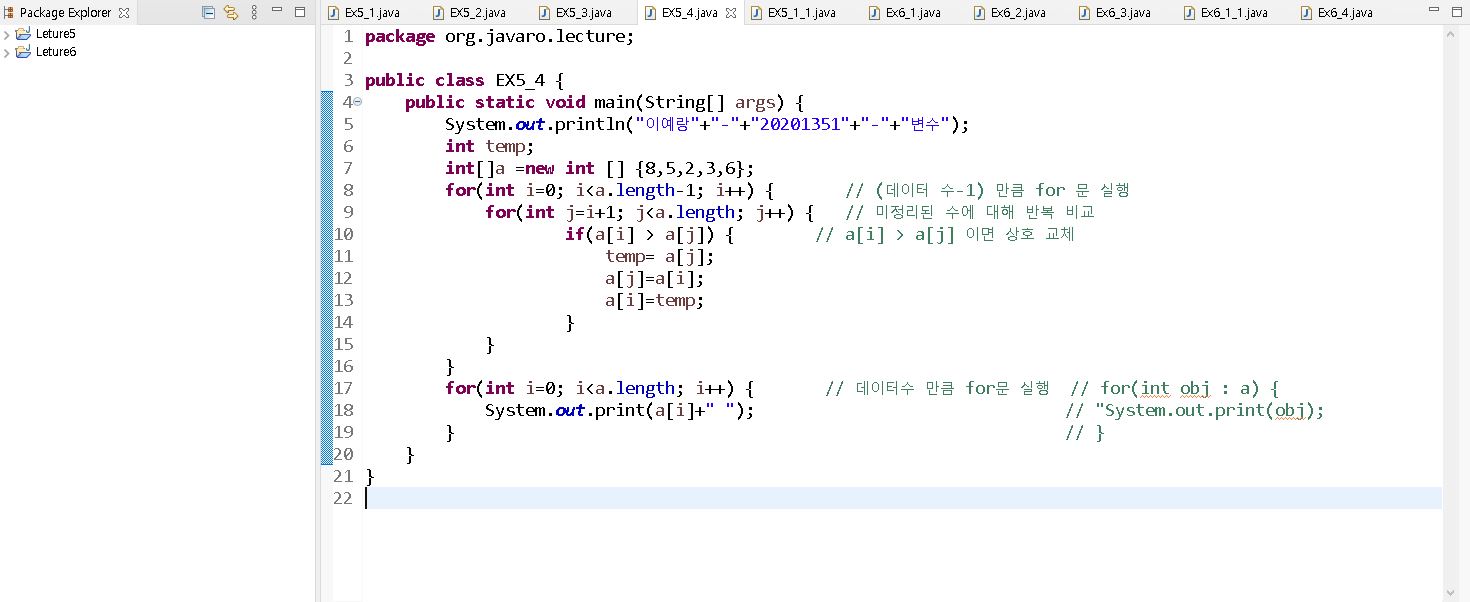 Package Explorer
Leture5
Leture6
Ex5_1.java EX5_2.java EX5_3.java EX5_4.java EX5_1_1.java Ex6_1.java Ex6_2.java Ex6_3.java Ex6_1_1.java Ex6_4.java
1 package org.javaro.lecture;
2
3 public class EX5_4 {
4 public static void main(String[] args) {
5 System.out.println("이예랑"+"-"+"20201351"+"-"+"변수");
6 int temp;
7 int[]a =new int [] {8,5,2,3,6};
8 for(int i=0; i<a.length-1; i++) { // (데이터 수-1) 만큼 for 문 실행
9 for(int j=i+1; j<a.length; j++) { // 미정리된 수에 대해 반복 비교
10 if(a[i] > a[j]) { // a[i] > a[j] 이면 상호 교체
11 temp= a[j];
12 a[j]=a[i];
13 a[i]=temp;
14 }
15 }
16 }
17 for(int i=0; i<a.length; i++) { // 데이터수 만큼 for문 실행 // for(int obj : a) {
18 System.out.print(a[i]+" "); // "System.out.print(obj);
19 } // }
20 }
21 }
22